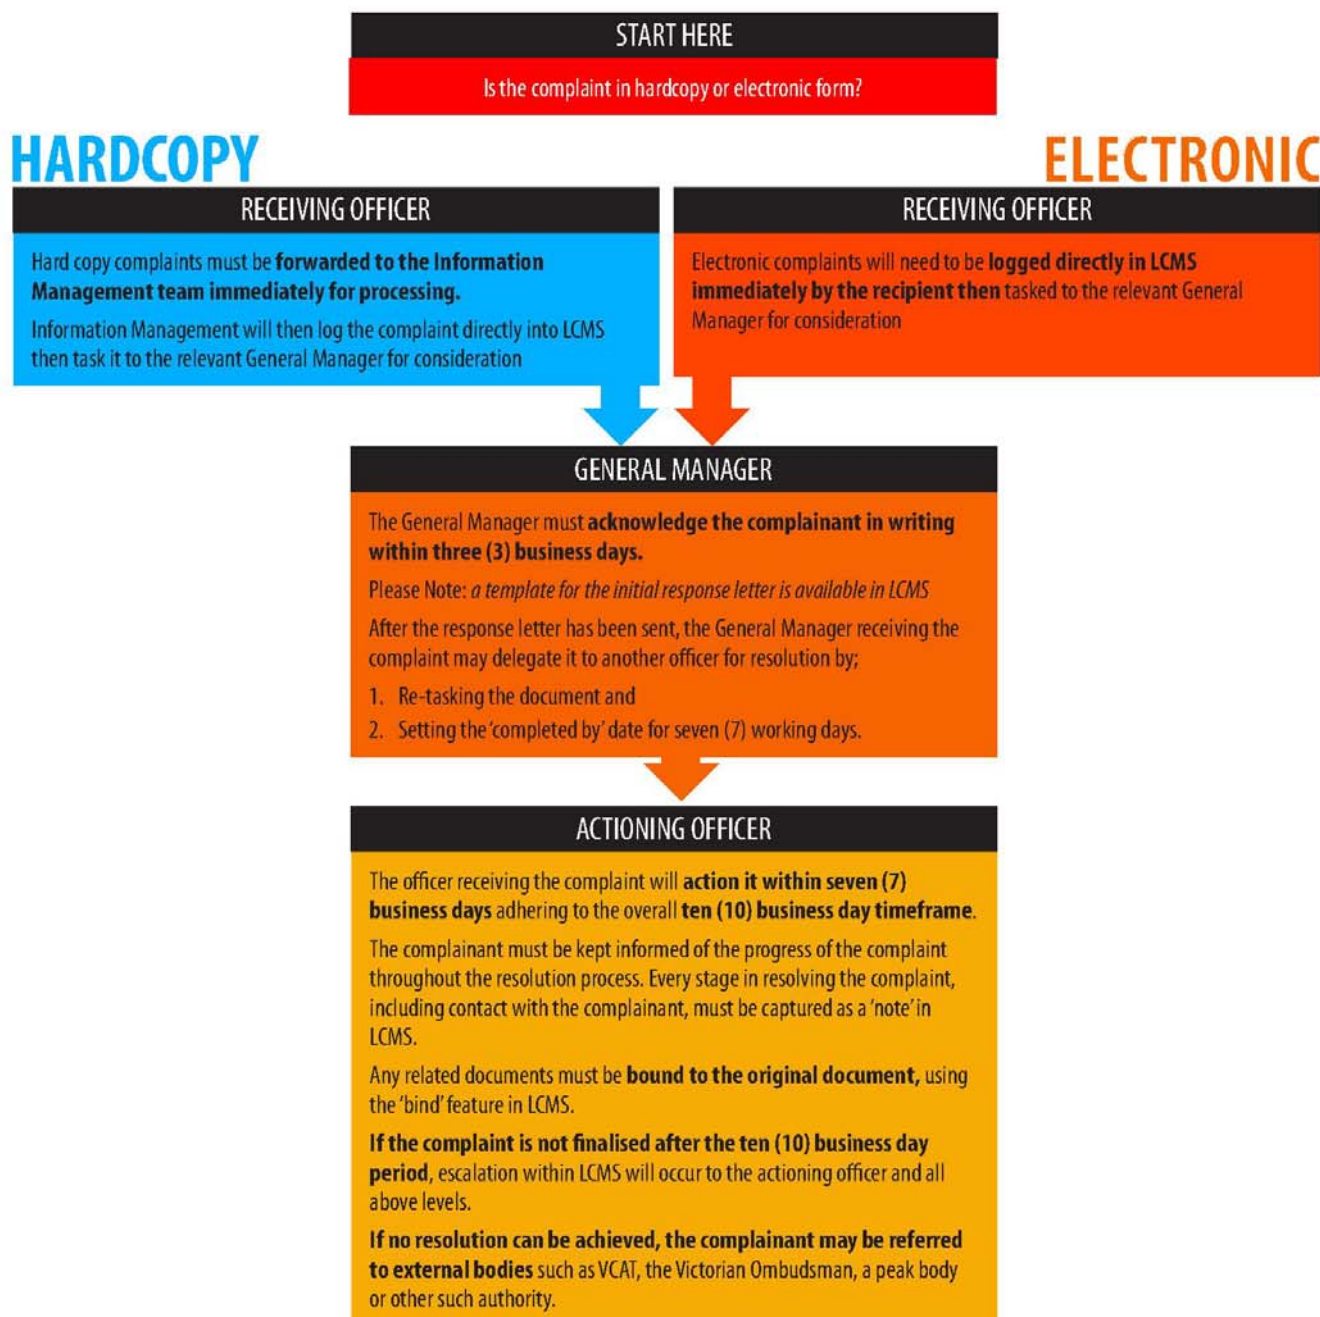 START HERE
Is the complaint in hardcopy or electronic form?
HARDCOPY
RECEIVING OFFICER
Hard copy complaints must be forwarded to the Information
Management team immediately for processing.
Information Management will then log the complaint directly into LCMS
then task it to the relevant General Manager for consideration
ELECTRONIC
RECEIVING OFFICER
Electronic complaints will need to be logged directly in LCMS
immediately by the recipient then tasked to the relevant General
Manager for consideration
GENERAL MANAGER
The General Manager must acknowledge the complainant in writing
within three (3) business days.
Please Note: a template for the initial response letter is available in LCMS
After the response letter has been sent, the General Manager receiving the
complaint may delegate it to another officer for resolution by;
1. Re-tasking the document and
2. Setting the ‘completed by’ date for seven (7) working days.
ACTIONING OFFICER
The officer receiving the complaint will action it within seven (7)
business days adhering to the overall ten (10) business day timeframe.
The complainant must be kept informed of the progress of the complaint
throughout the resolution process. Every stage in resolving the complaint,
including contact with the complainant, must be captured as a ‘note’ in
LCMS.
Any related documents must be bound to the original document, using
the ‘bind’ feature in LCMS.
If the complaint is not finalised after the ten (10) business day
period, escalation within LCMS will occur to the actioning officer and all
above levels.
If no resolution can be achieved, the complainant may be referred
to external bodies such as VCAT, the Victorian Ombudsman, a peak body
or other such authority.